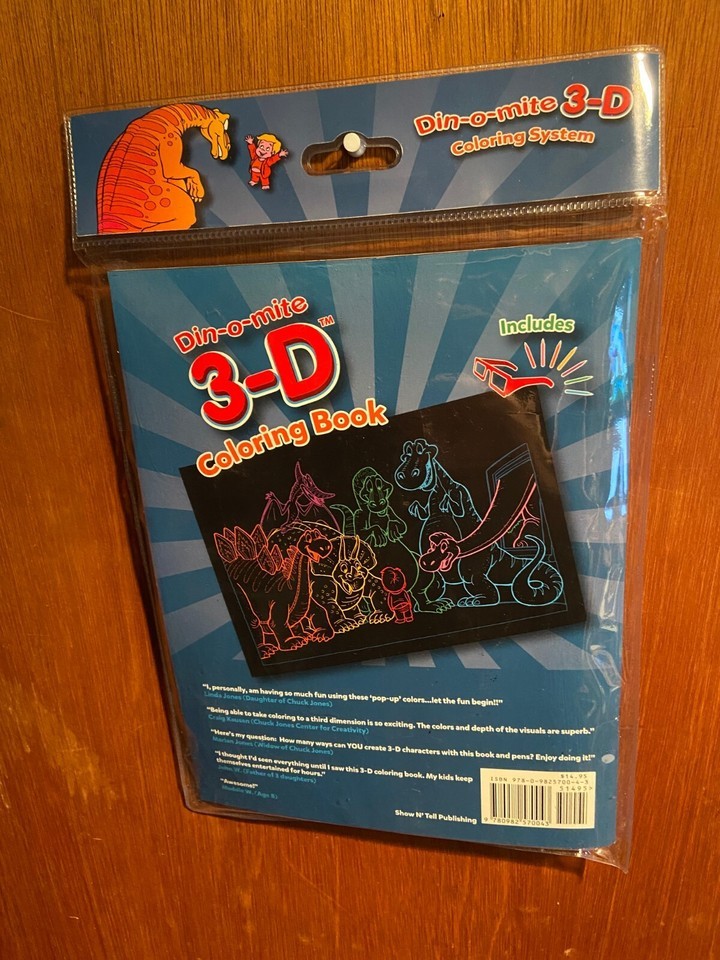 Din-o-mite 3-D
Coloring System
Din-o-mite
3-D™
Coloring Book
Includes
"I, personally, am having so much fun using these 'pop-up' colors...let the fun begin!!"
Linda Jones (Daughter of Chuck Jones)
"Being able to take coloring to a third dimension is so exciting. The colors and depth of the visuals are superb."
Craig Kausen (Chuck Jones Center for Creativity)
"Here's my question: How many ways can YOU create 3-D characters with this book and pens? Enjoy doing it!"
Marian Jones (Widow of Chuck Jones)
"I thought I'd seen everything until I saw this 3-D coloring book. My kids keep
themselves entertained for hours."
John W. (Father of 3 daughters)
"Awesome!"
W. (Age 8)
Show N' Tell Publishing
$14.95
ISBN 978-0-9825700-4-3
51495>
9 780982 570043